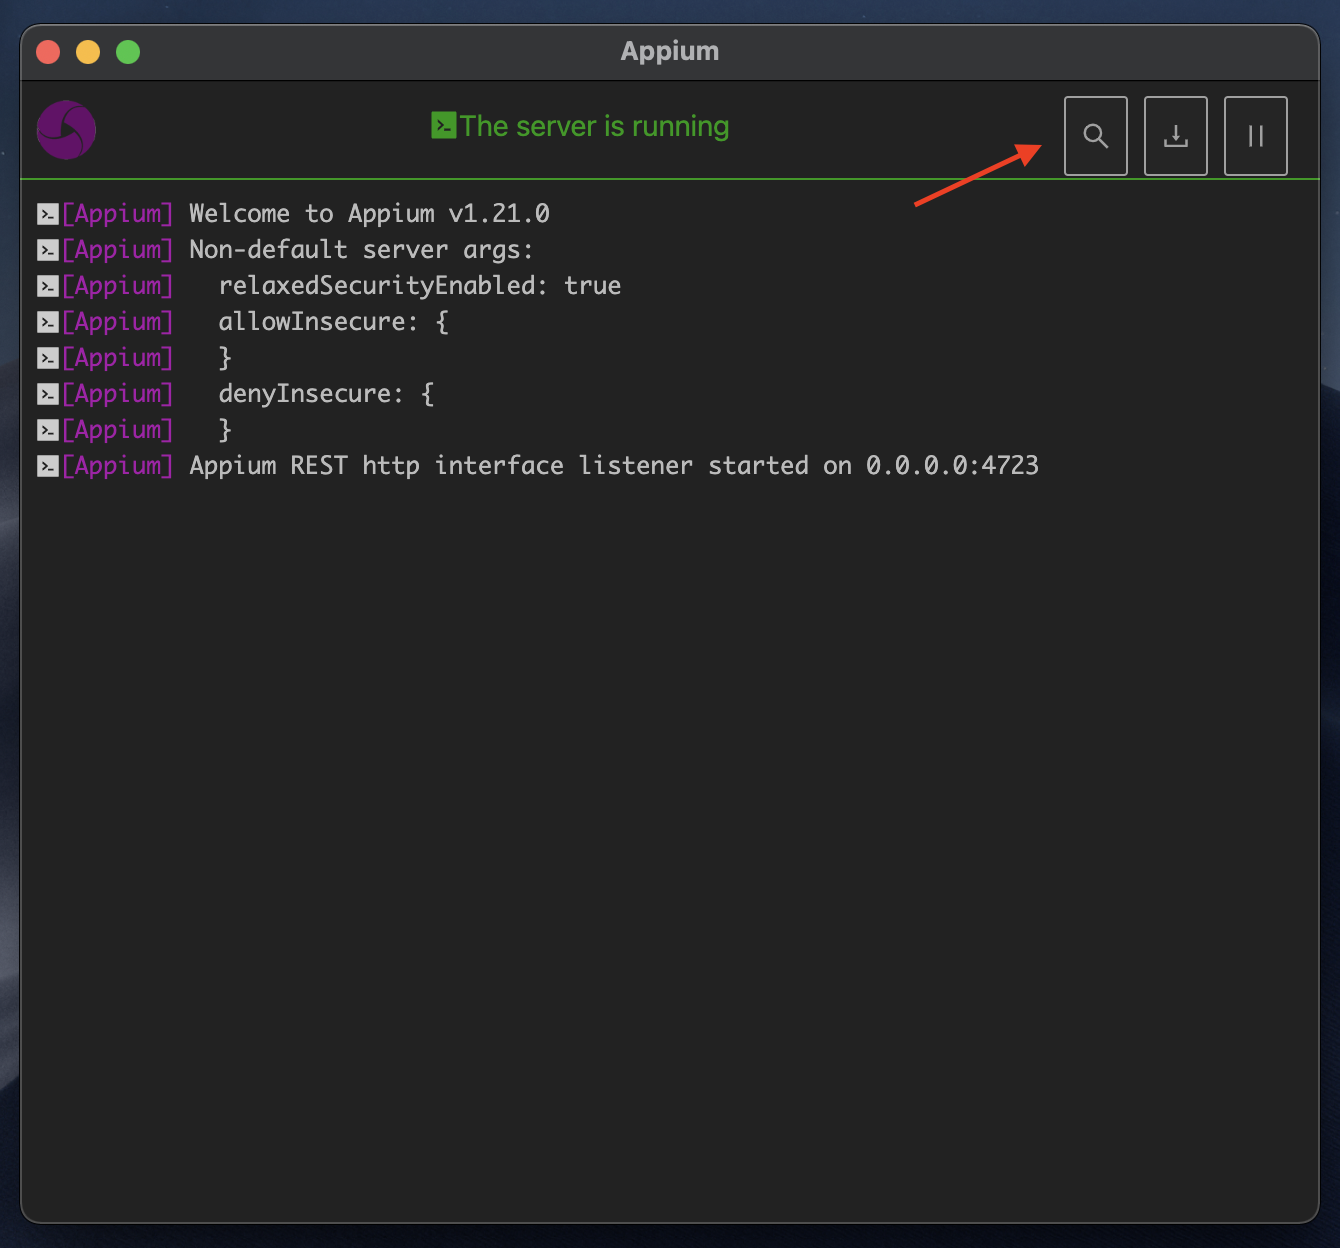 Appium
The server is running
[Appium] Welcome to Appium v1.21.0
[Appium] Non-default server args:
[Appium]   relaxedSecurityEnabled: true
[Appium]   allowInsecure: {
[Appium]   }
[Appium]   denyInsecure: {
[Appium]   }
[Appium] Appium REST http interface listener started on 0.0.0.0:4723